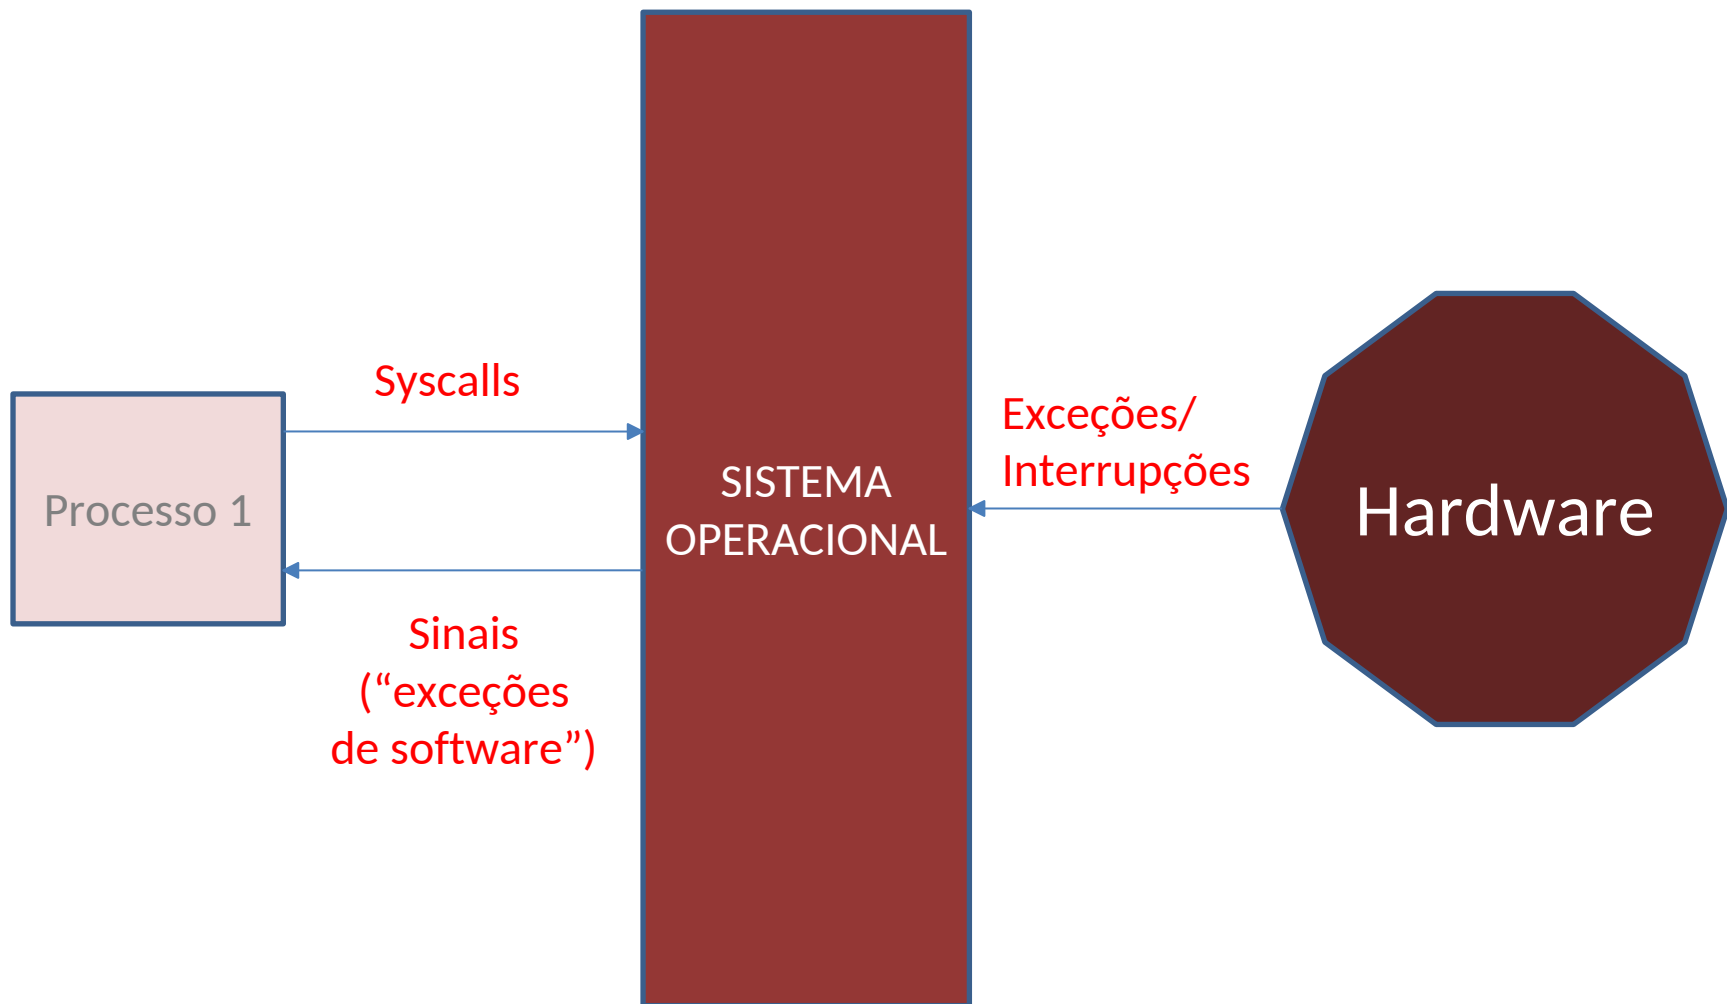 Syscalls
Processo 1
Sinais
(“exceções
de software”)
SISTEMA
OPERACIONAL
Exceções/
Interrupções
Hardware